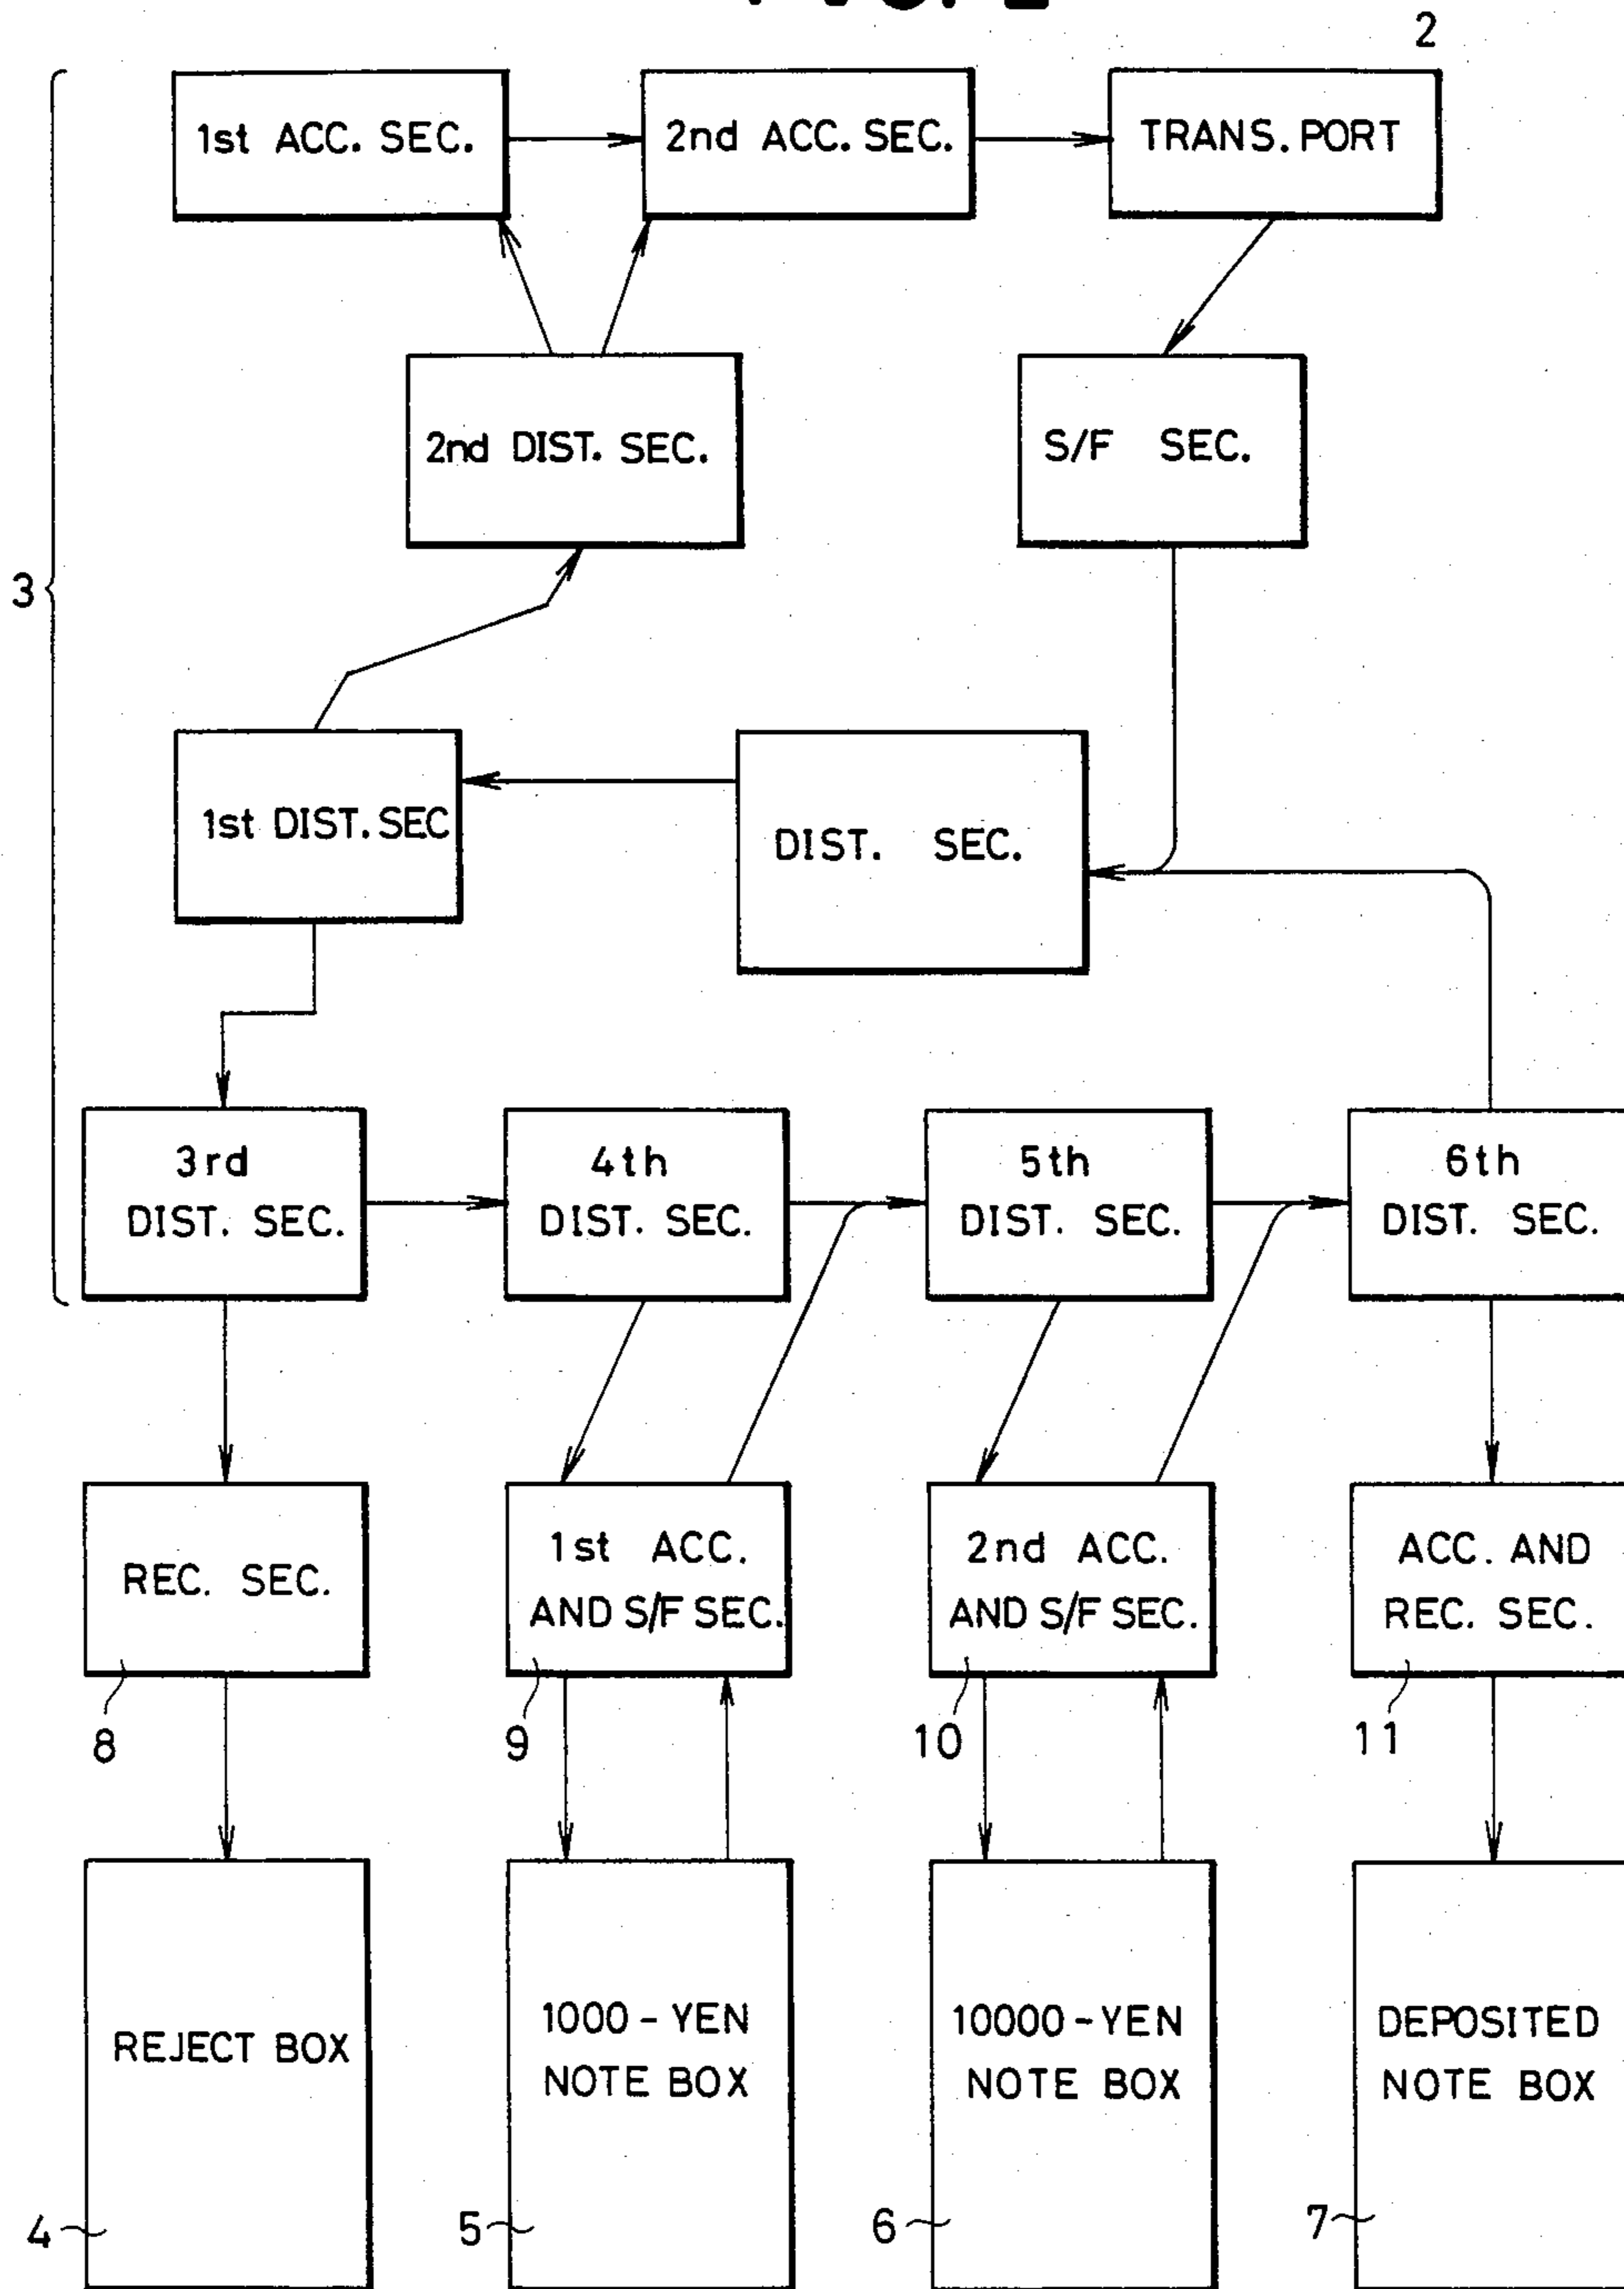 2
1st ACC. SEC.
2nd ACC. SEC.
TRANS. PORT
2nd DIST. SEC.
S/F SEC.
3
1st DIST. SEC
DIST. SEC.
3rd
DIST. SEC.
4th
DIST. SEC.
5th
DIST. SEC.
6th
DIST. SEC.
REC. SEC.
1st ACC.
AND S/F SEC.
2nd ACC.
AND S/F SEC.
ACC. AND
REC. SEC.
8
9
10
11
REJECT BOX
1000-YEN
NOTE BOX
10000-YEN
NOTE BOX
DEPOSITED
NOTE BOX
4
5
6
7